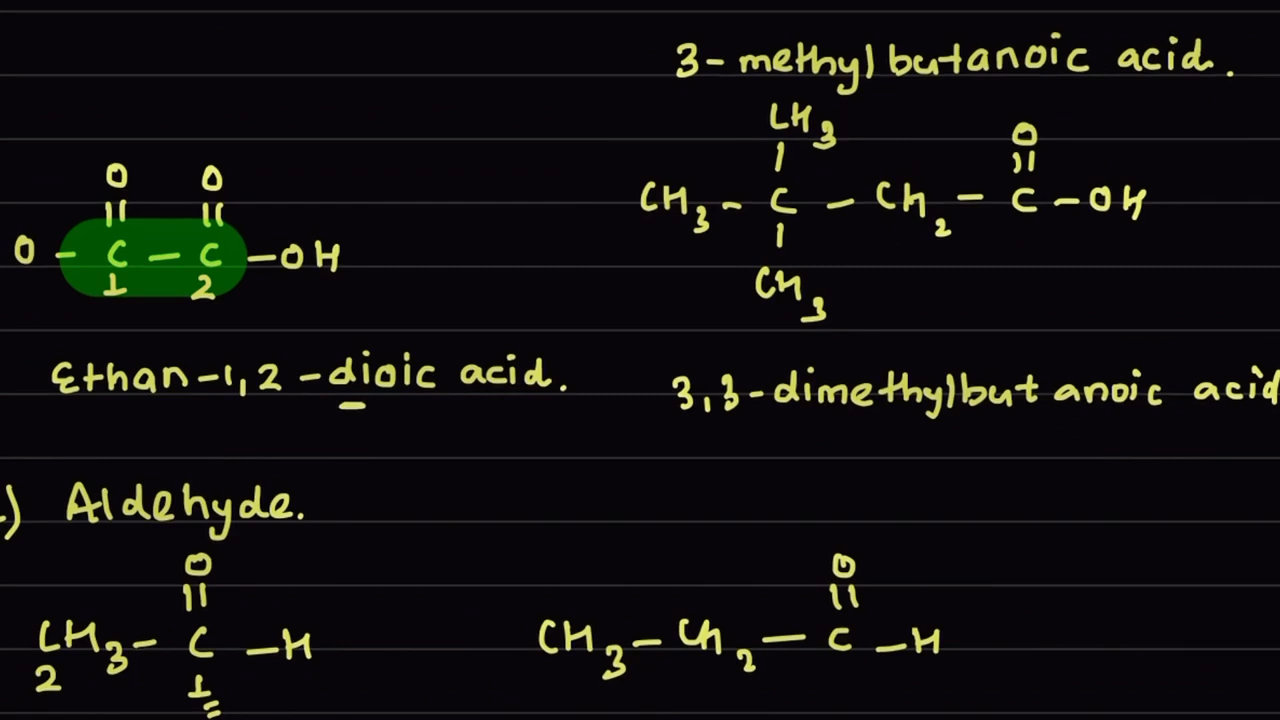 3-methylbutanoic acid.
CH3
O
CH3 - C - CH2 - C - OH
CH3
O O
O - C - C - OH
1 2
Ethan-1,2-dioic acid.
3,3-dimethylbutanoic acid
.) Aldehyde.
O
CH3 - C - H
2 1
O
CH3 - CH2 - C - H